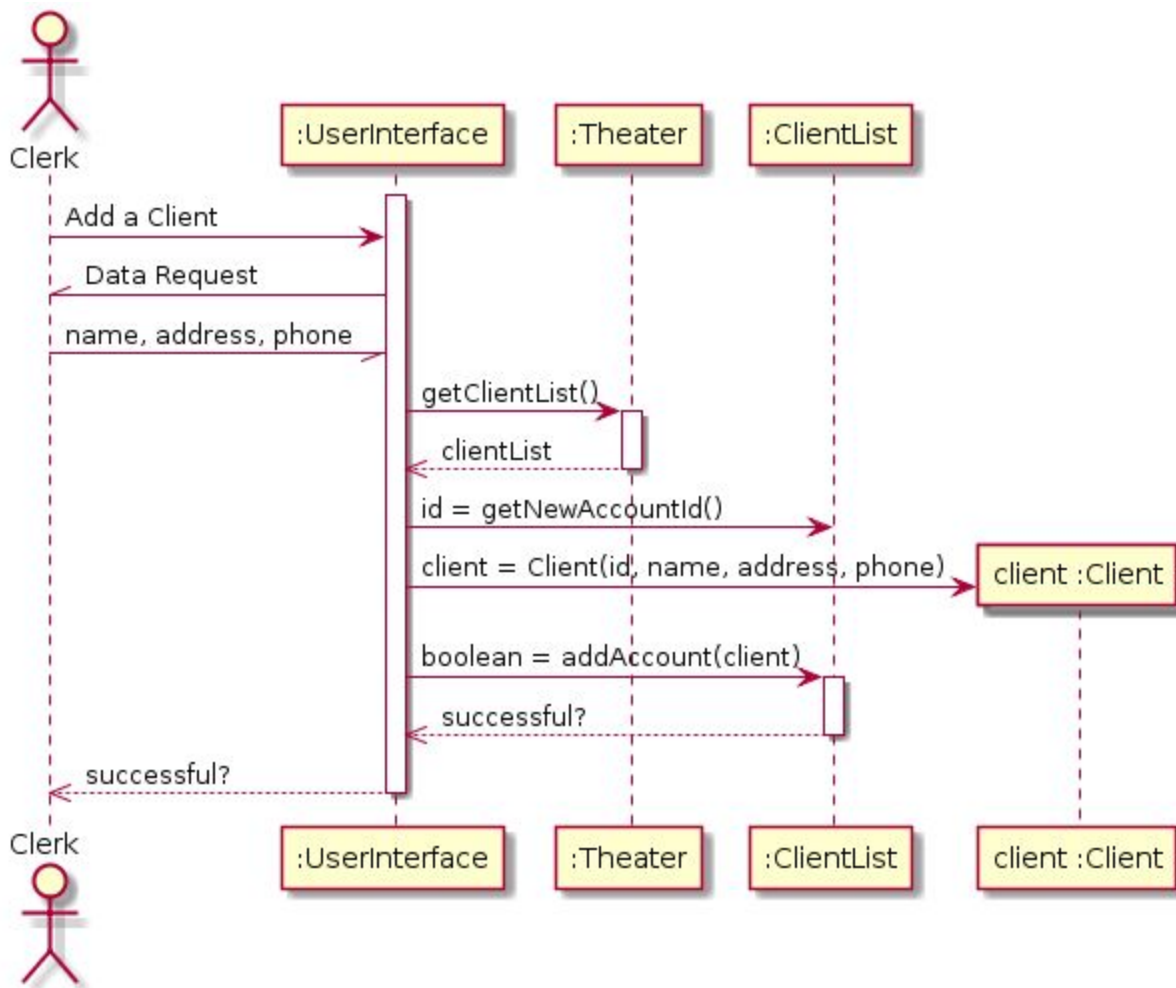 Clerk
:UserInterface
:Theater
:ClientList
Add a Client
Data Request
name, address, phone
getClientList()
clientList
id = getNewAccountId()
client = Client(id, name, address, phone)
client :Client
boolean = addAccount(client)
successful?
successful?
Clerk
:UserInterface
:Theater
:ClientList
client :Client